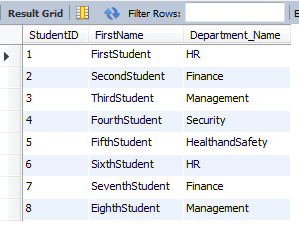 Result Grid Filter Rows: E
StudentID FirstName Department_Name
1 FirstStudent HR
2 SecondStudent Finance
3 ThirdStudent Management
4 FourthStudent Security
5 FifthStudent HealthandSafety
6 SixthStudent HR
7 SeventhStudent Finance
8 EighthStudent Management